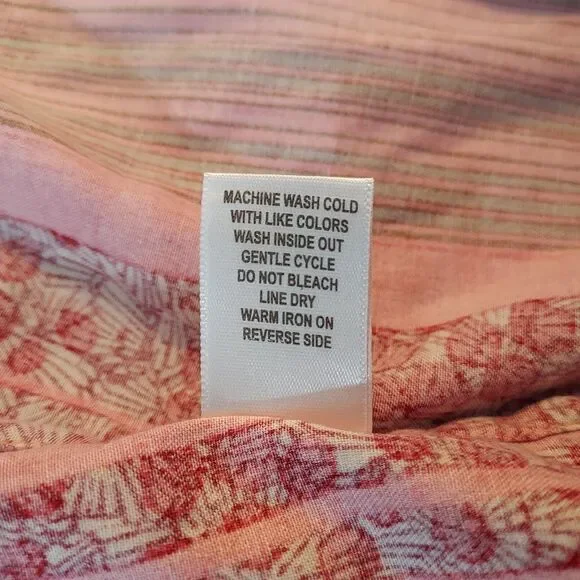 MACHINE WASH COLD
WITH LIKE COLORS
WASH INSIDE OUT
GENTLE CYCLE
DO NOT BLEACH
LINE DRY
WARM IRON ON
REVERSE SIDE